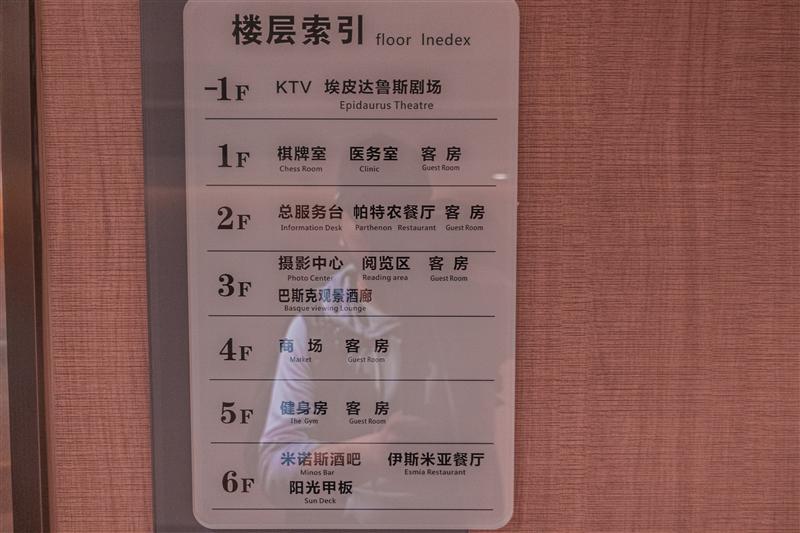 楼层索引 floor Inedex
-1F KTV 埃皮达鲁斯剧场
Epidaurus Theatre
1F 棋牌室 医务室 客房
Chess Room Clinic Guest Room
2F 总服务台 帕特农餐厅 客房
Information Desk Parthenon Restaurant Guest Room
3F 摄影中心 阅览区 客房
Photo Center Reading area Guest Room
巴斯克观景酒廊
Basque viewing Lounge
4F 商场 客房
Market Guest Room
5F 健身房 客房
The Gym Guest Room
6F 米诺斯酒吧 伊斯米亚餐厅
Minos Bar Esmia Restaurant
阳光甲板
Sun Deck